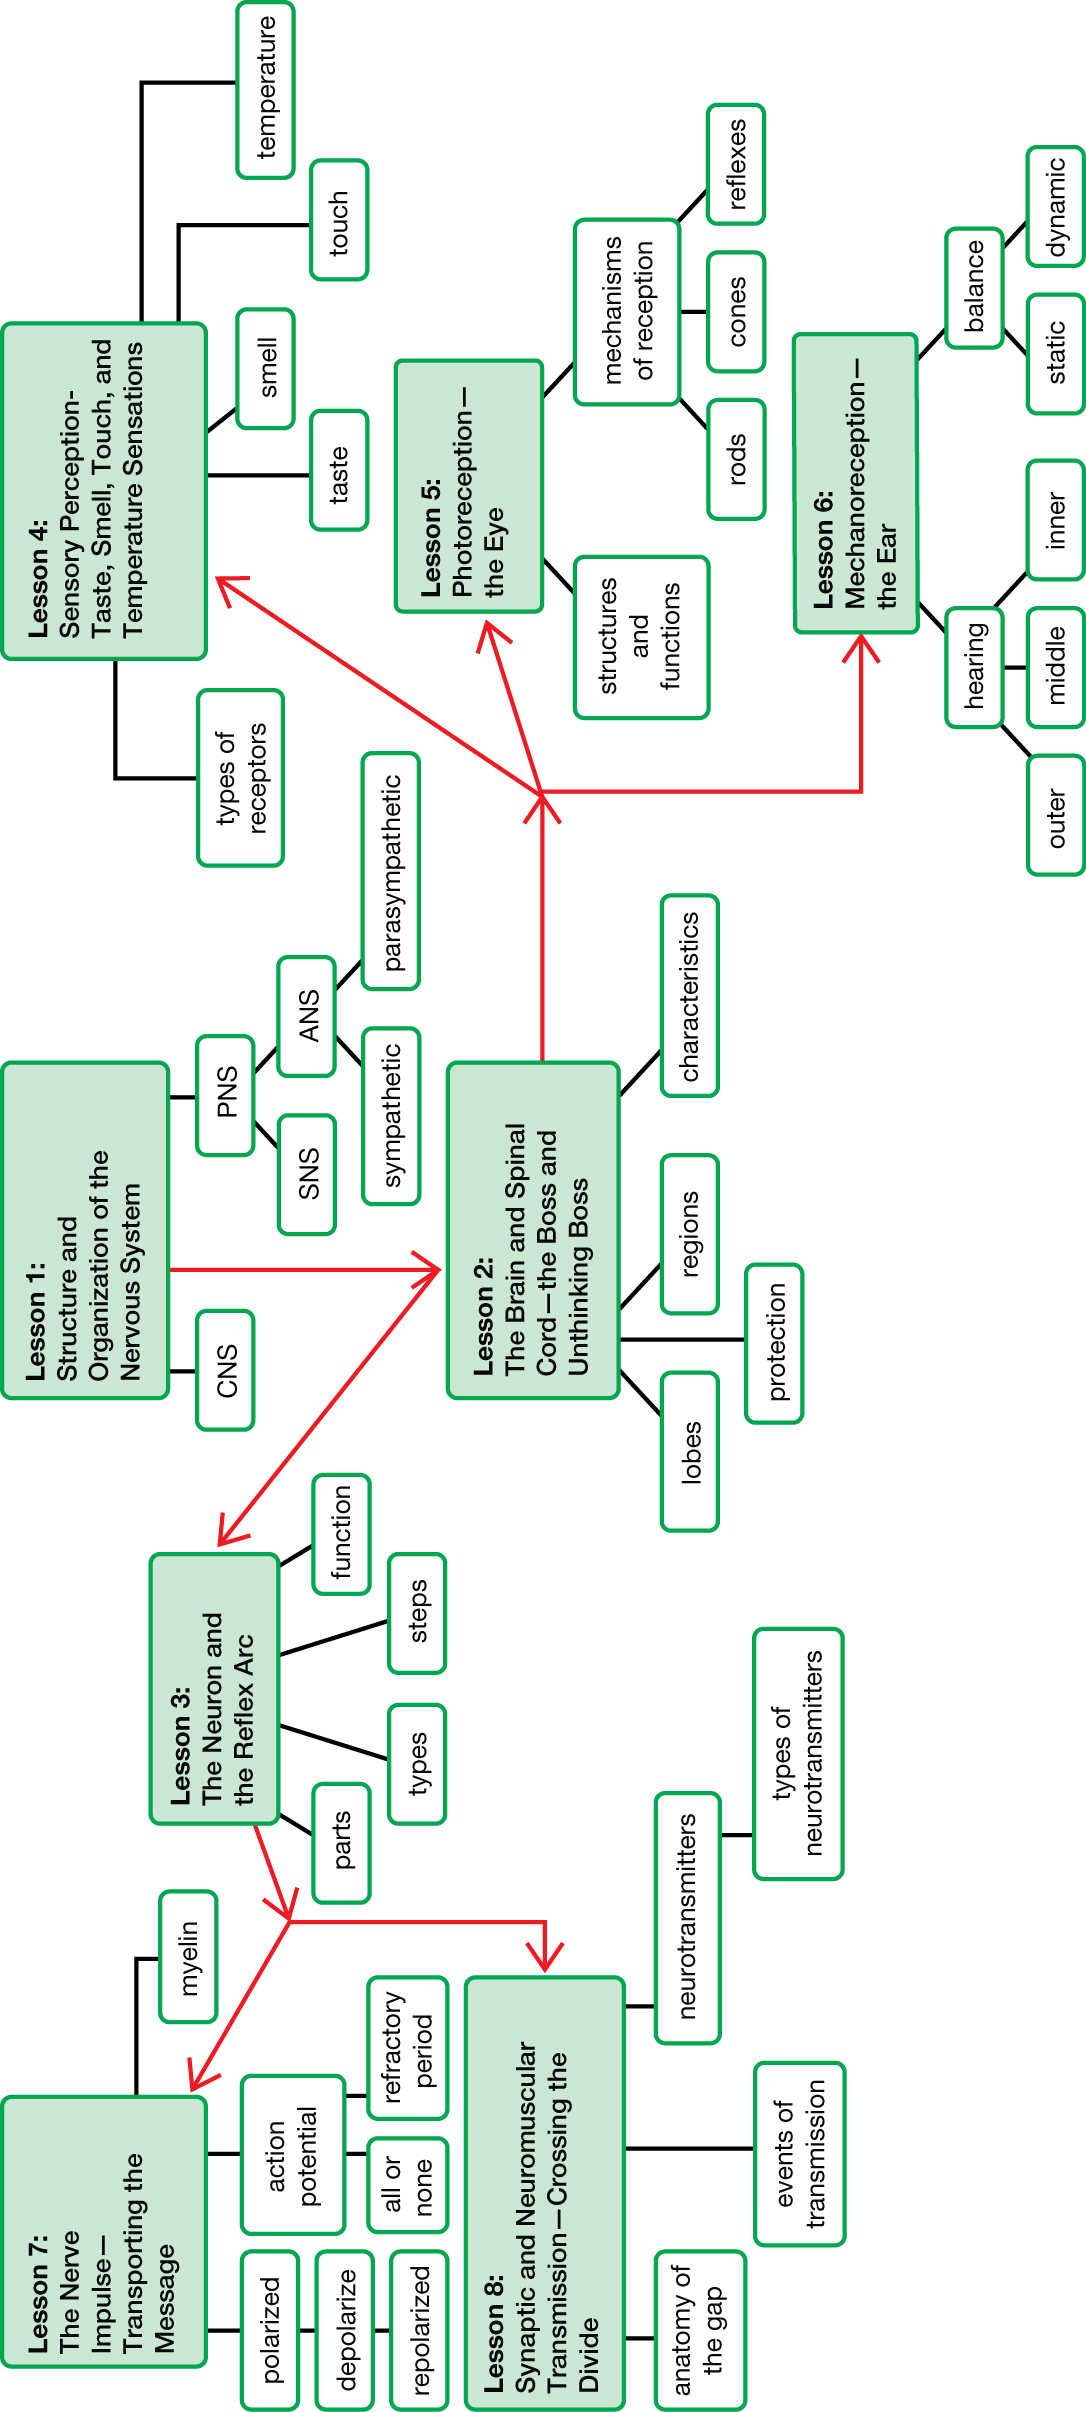 Lesson 1:
Structure and
Organization of the
Nervous System
CNS
PNS
SNS
ANS
sympathetic
parasympathetic
Lesson 2:
The Brain and Spinal
Cord—the Boss and
Unthinking Boss
lobes
protection
regions
characteristics
Lesson 3:
The Neuron and
the Reflex Arc
parts
types
steps
function
Lesson 4:
Sensory Perception-
Taste, Smell, Touch, and
Temperature Sensations
types of
receptors
taste
smell
touch
temperature
Lesson 5:
Photoreception—
the Eye
structures
and
functions
mechanisms
of reception
rods
cones
reflexes
Lesson 6:
Mechanoreception—
the Ear
hearing
outer
middle
inner
balance
static
dynamic
Lesson 7:
The Nerve
Impulse—
Transporting the
Message
polarized
depolarize
repolarized
action
potential
all or
none
refractory
period
myelin
Lesson 8:
Synaptic and Neuromuscular
Transmission—Crossing the
Divide
anatomy of
the gap
events of
transmission
neurotransmitters
types of
neurotransmitters